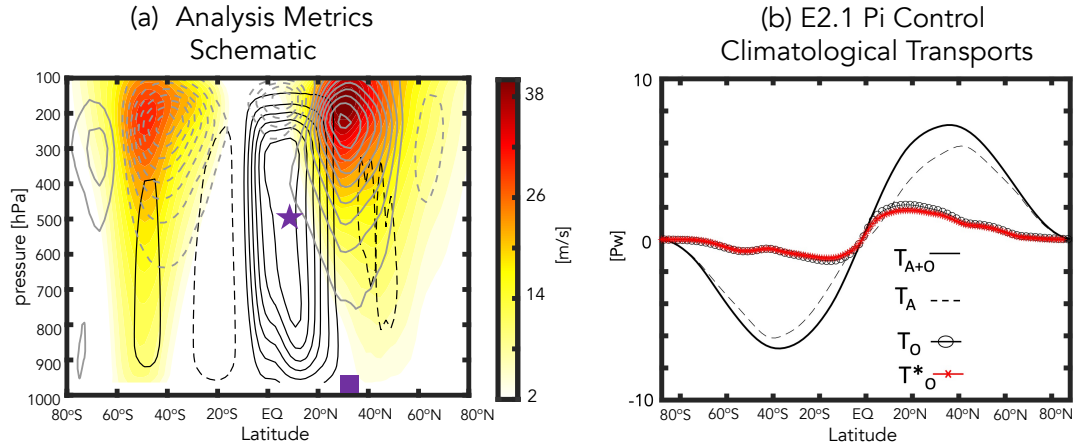 (a) Analysis Metrics
Schematic
100
200
300
400
500
600
700
800
900
1000
pressure [hPa]
80°S 60°S 40°S 20°S EQ 20°N 40°N 60°N 80°N
Latitude
38
26
14
2
[m/s]
(b) E2.1 Pi Control
Climatological Transports
10
0
-10
[Pw]
T_A+O
T_A
T_O
T*_O
80°S 60°S 40°S 20°S EQ 20°N 40°N 60°N 80°N
Latitude